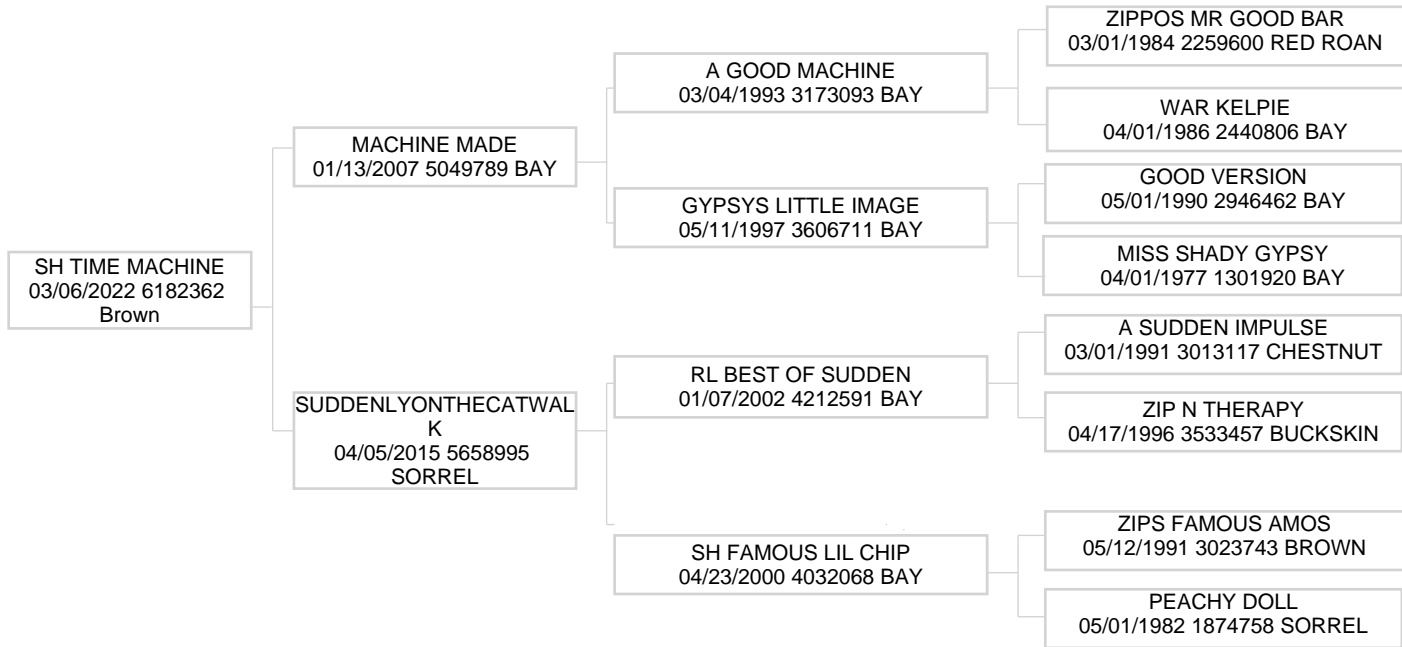 ZIPPOS MR GOOD BAR
03/01/1984 2259600 RED ROAN
A GOOD MACHINE
03/04/1993 3173093 BAY
WAR KELPIE
04/01/1986 2440806 BAY
MACHINE MADE
01/13/2007 5049789 BAY
GOOD VERSION
05/01/1990 2946462 BAY
GYPSYS LITTLE IMAGE
05/11/1997 3606711 BAY
MISS SHADY GYPSY
04/01/1977 1301920 BAY
SH TIME MACHINE
03/06/2022 6182362
Brown
A SUDDEN IMPULSE
03/01/1991 3013117 CHESTNUT
RL BEST OF SUDDEN
01/07/2002 4212591 BAY
ZIP N THERAPY
04/17/1996 3533457 BUCKSKIN
SUDDENLYONTHECATWAL
K
04/05/2015 5658995
SORREL
ZIPS FAMOUS AMOS
05/12/1991 3023743 BROWN
SH FAMOUS LIL CHIP
04/23/2000 4032068 BAY
PEACHY DOLL
05/01/1982 1874758 SORREL